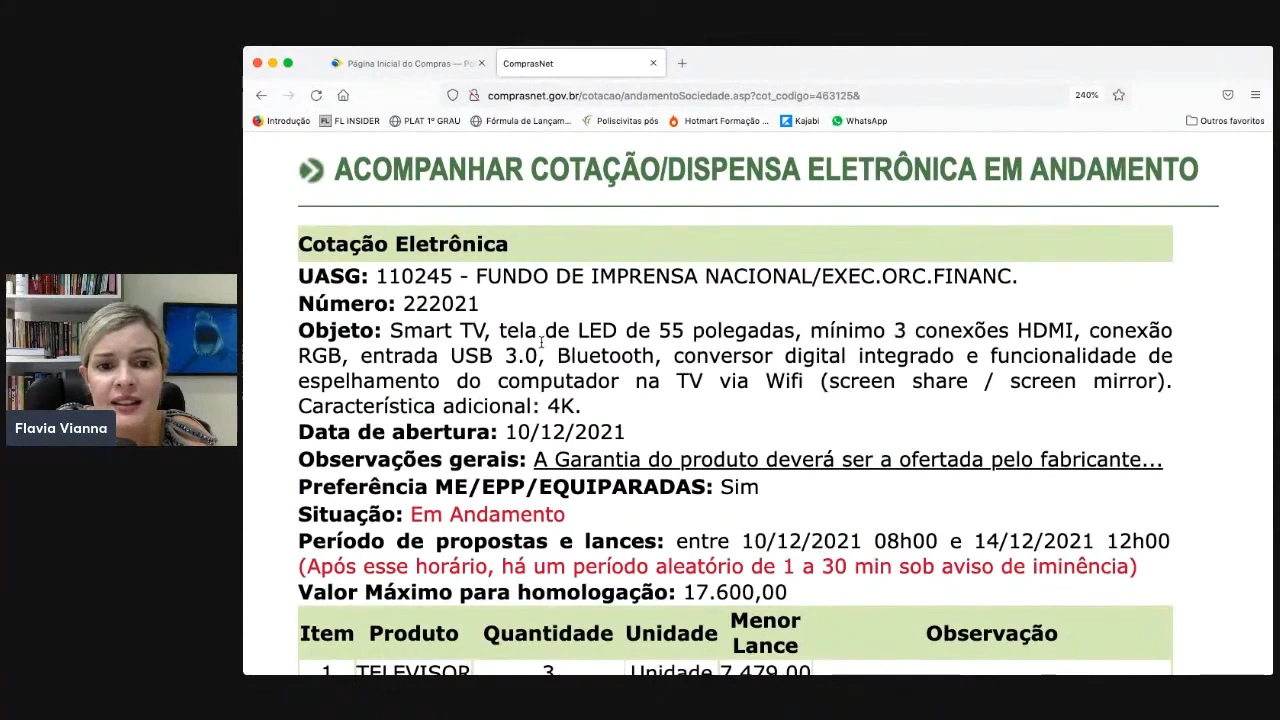 Página Inicial do Compras — Po
ComprasNet
comprasnet.gov.br/cotacao/andamentoSociedade.asp?cot_codigo=463125&
240%
Introdução
FL INSIDER
PLAT 1º GRAU
Fórmula de Lançam...
Poliscivitas pós
Hotmart Formação ...
Kajabi
WhatsApp
Outros favoritos
ACOMPANHAR COTAÇÃO/DISPENSA ELETRÔNICA EM ANDAMENTO
Cotação Eletrônica
UASG: 110245 - FUNDO DE IMPRENSA NACIONAL/EXEC.ORC.FINANC.
Número: 222021
Objeto: Smart TV, tela de LED de 55 polegadas, mínimo 3 conexões HDMI, conexão
RGB, entrada USB 3.0, Bluetooth, conversor digital integrado e funcionalidade de
espelhamento do computador na TV via Wifi (screen share / screen mirror).
Característica adicional: 4K.
Data de abertura: 10/12/2021
Observações gerais: A Garantia do produto deverá ser a ofertada pelo fabricante...
Preferência ME/EPP/EQUIPARADAS: Sim
Situação: Em Andamento
Período de propostas e lances: entre 10/12/2021 08h00 e 14/12/2021 12h00
(Após esse horário, há um período aleatório de 1 a 30 min sob aviso de iminência)
Valor Máximo para homologação: 17.600,00
Item Produto Quantidade Unidade Menor Lance Observação
1 TELEVISOR 3 Unidade 7.479,00
Flavia Vianna